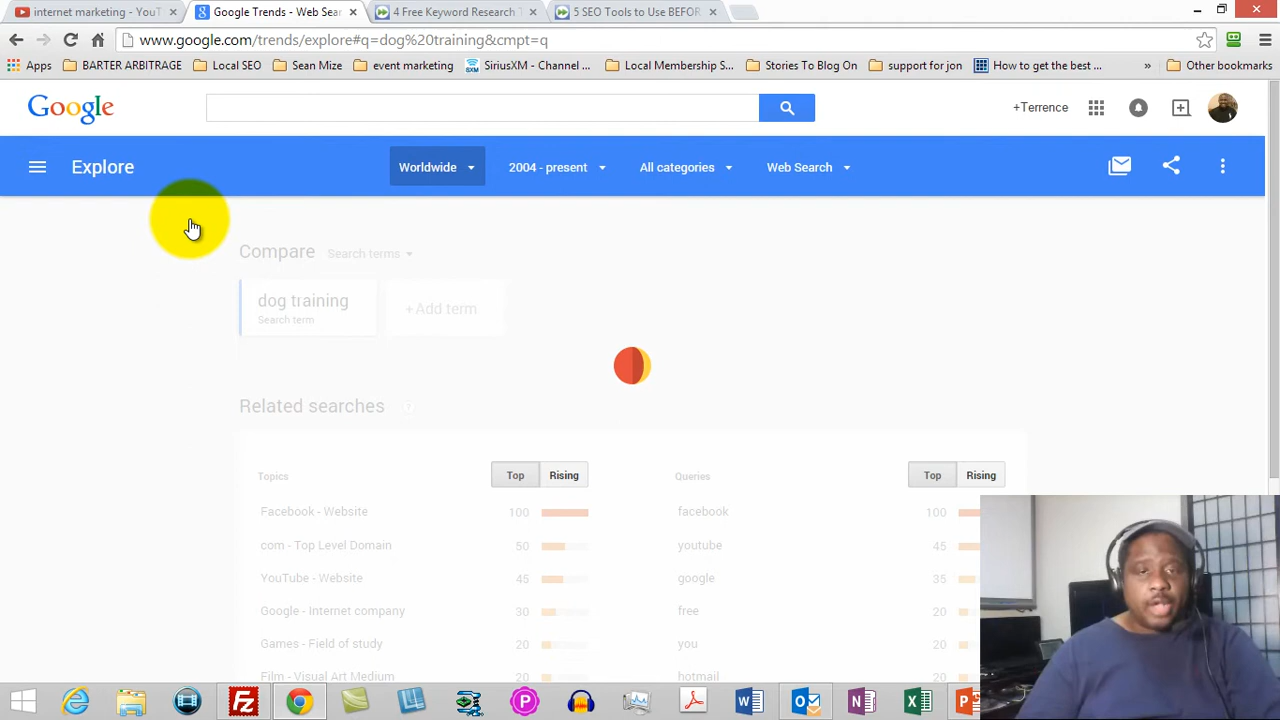 internet marketing - YouT
Google Trends - Web Sear
4 Free Keyword Research T
5 SEO Tools to Use BEFOR
www.google.com/trends/explore#q=dog%20training&cmpt=q
Apps BARTER ARBITRAGE Local SEO Sean Mize event marketing SiriusXM - Channel ... Local Membership S... Stories To Blog On support for jon How to get the best ... » Other bookmarks
Google
+Terrence
Explore Worldwide 2004 - present All categories Web Search
Compare Search terms
dog training
Search term
+Add term
Related searches ?
Topics Top Rising Queries Top Rising
Facebook - Website 100 facebook 100
com - Top Level Domain 50 youtube 45
YouTube - Website 45 google 35
Google - Internet company 30 free 20
Games - Field of study 20 you 20
Film - Visual Art Medium 20 hotmail 20